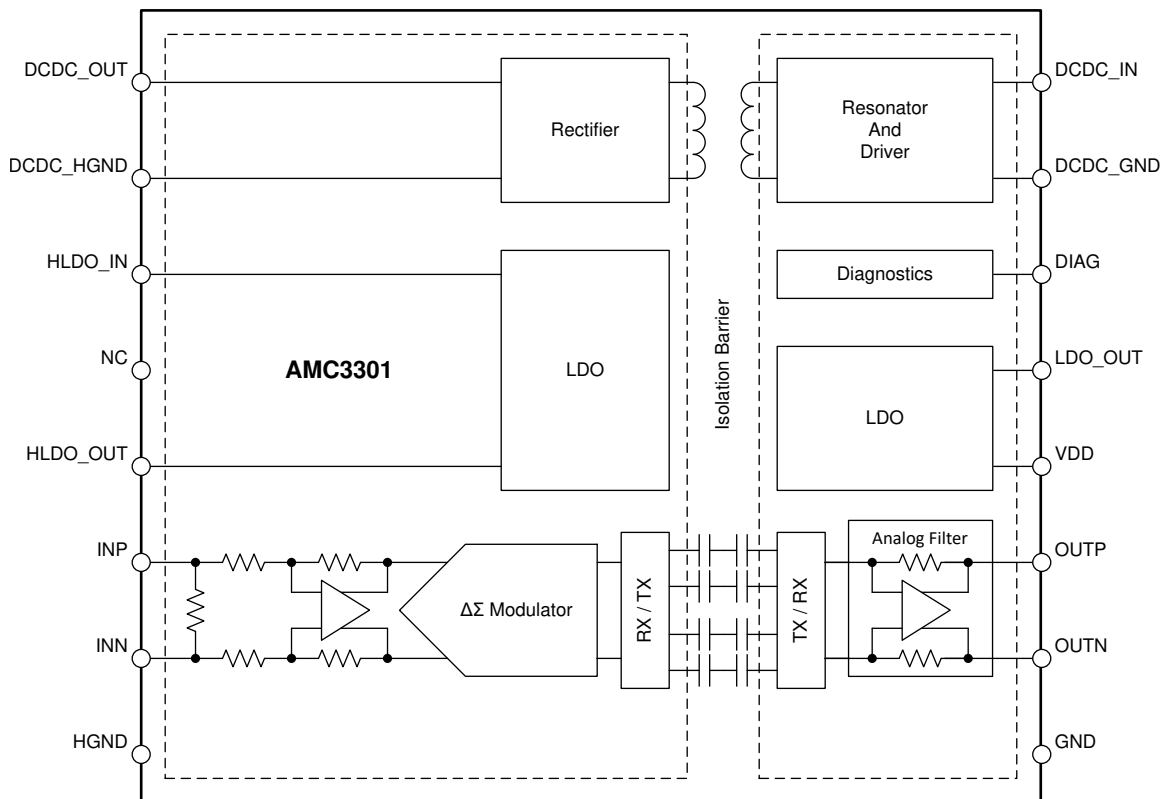 DCDC_OUT
DCDC_HGND
HLDO_IN
NC
HLDO_OUT
INP
INN
HGND
Rectifier
AMC3301
LDO
ΔΣ Modulator
RX / TX
Isolation Barrier
Resonator
And
Driver
Diagnostics
LDO
TX / RX
Analog Filter
DCDC_IN
DCDC_GND
DIAG
LDO_OUT
VDD
OUTP
OUTN
GND